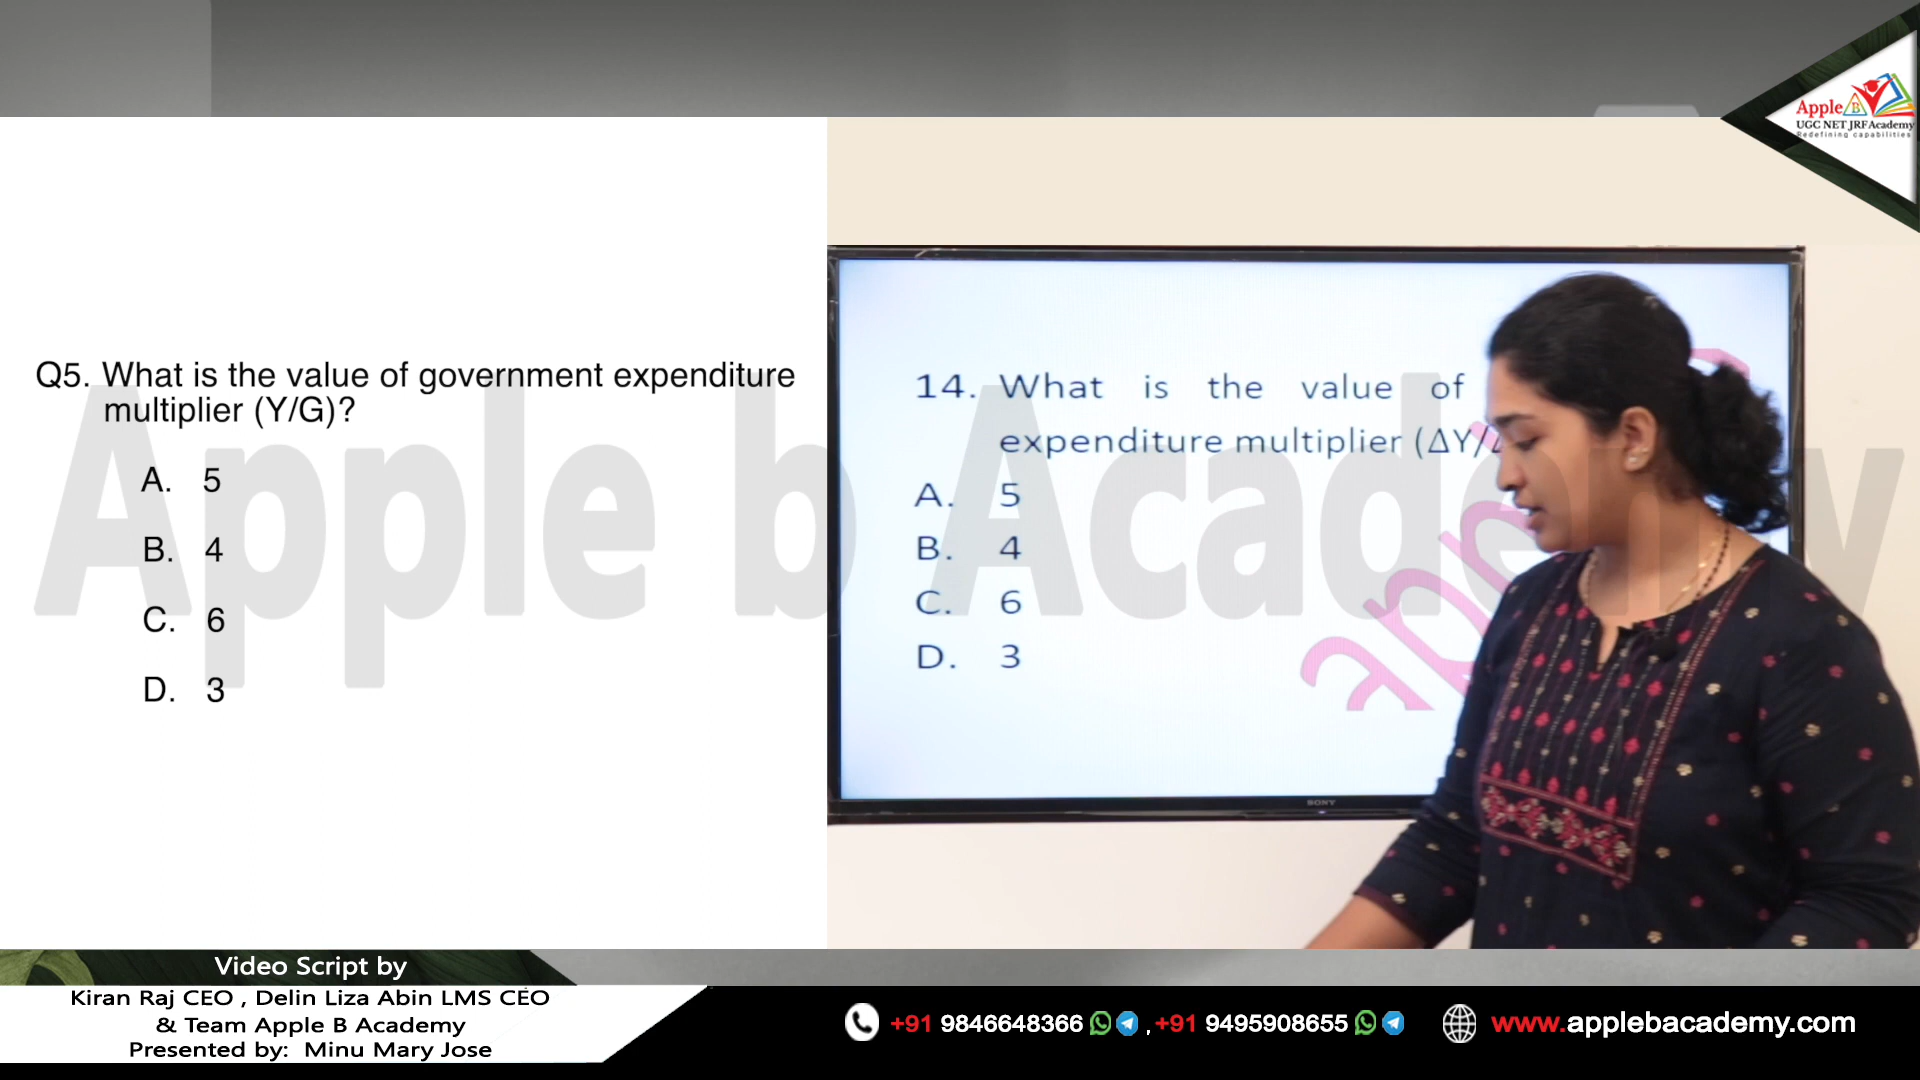 Apple B
UGC NET JRF Academy
Redefining capabilities
Q5. What is the value of government expenditure
multiplier (Y/G)?
A. 5
B. 4
C. 6
D. 3
14. What is the value of
expenditure multiplier (ΔY/
A. 5
B. 4
C. 6
D. 3
Apple b Academy
SONY
Video Script by
Kiran Raj CEO , Delin Liza Abin LMS CEO
& Team Apple B Academy
Presented by: Minu Mary Jose
+91 9846648366 , +91 9495908655
www.applebacademy.com